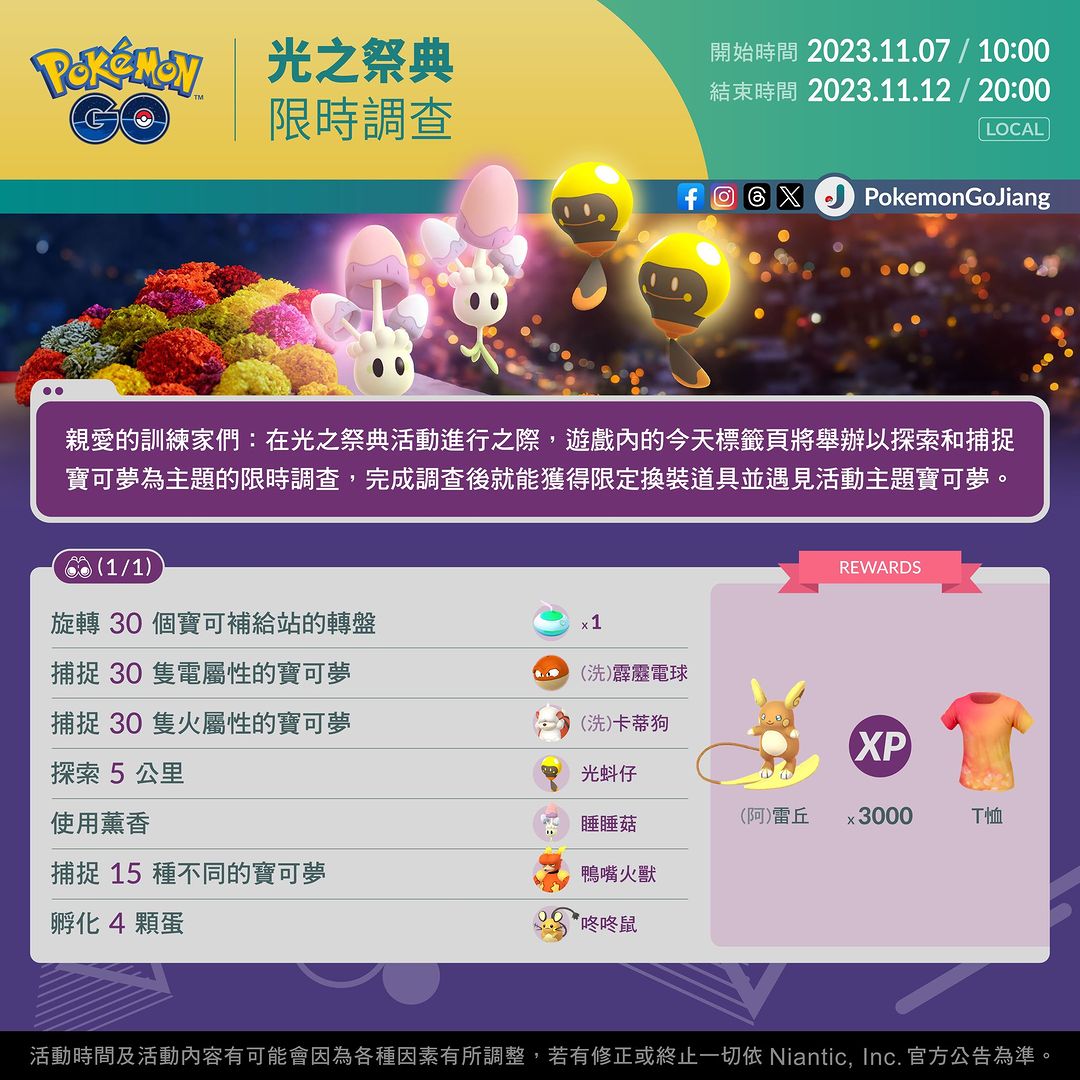 POKÉMON GO
TM
光之祭典
限時調查
開始時間 2023.11.07 / 10:00
結束時間 2023.11.12 / 20:00
LOCAL
PokemonGoJiang
親愛的訓練家們：在光之祭典活動進行之際，遊戲內的今天標籤頁將舉辦以探索和捕捉
寶可夢為主題的限時調查，完成調查後就能獲得限定換裝道具並遇見活動主題寶可夢。
(1/1)
旋轉 30 個寶可補給站的轉盤 x1
捕捉 30 隻電屬性的寶可夢 (洗)霹靂電球
捕捉 30 隻火屬性的寶可夢 (洗)卡蒂狗
探索 5 公里 光蚪仔
使用薰香 睡睡菇
捕捉 15 種不同的寶可夢 鴨嘴火獸
孵化 4 顆蛋 咚咚鼠
REWARDS
XP
(阿)雷丘 x3000 T恤
活動時間及活動內容有可能會因為各種因素有所調整，若有修正或終止一切依 Niantic, Inc. 官方公告為準。